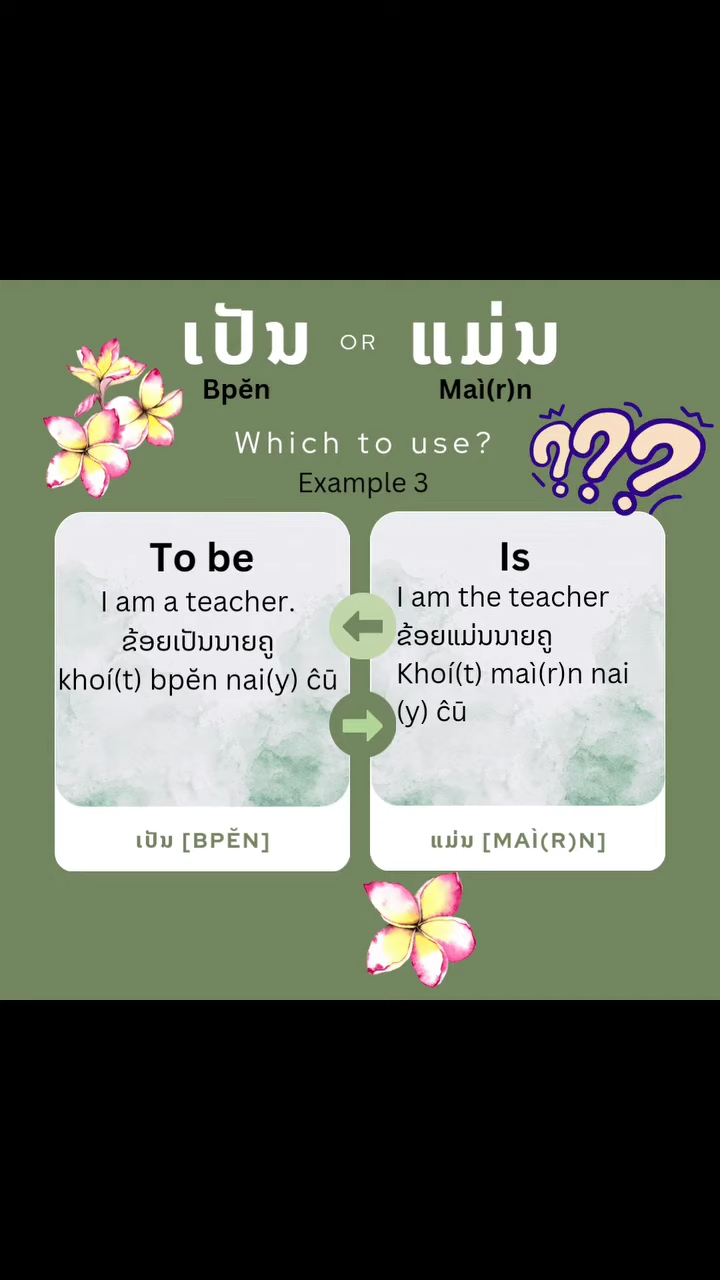 ເປັນ OR ແມ່ນ
Bpĕn Maì(r)n
Which to use?
Example 3
To be
I am a teacher.
ຂ້ອຍເປັນນາຍຄູ
khoí(t) bpĕn nai(y) ĉū
ເປັນ [BPĔN]
Is
I am the teacher
ຂ້ອຍແມ່ນນາຍຄູ
Khoí(t) maì(r)n nai
(y) ĉū
ແມ່ນ [MAÌ(R)N]
???